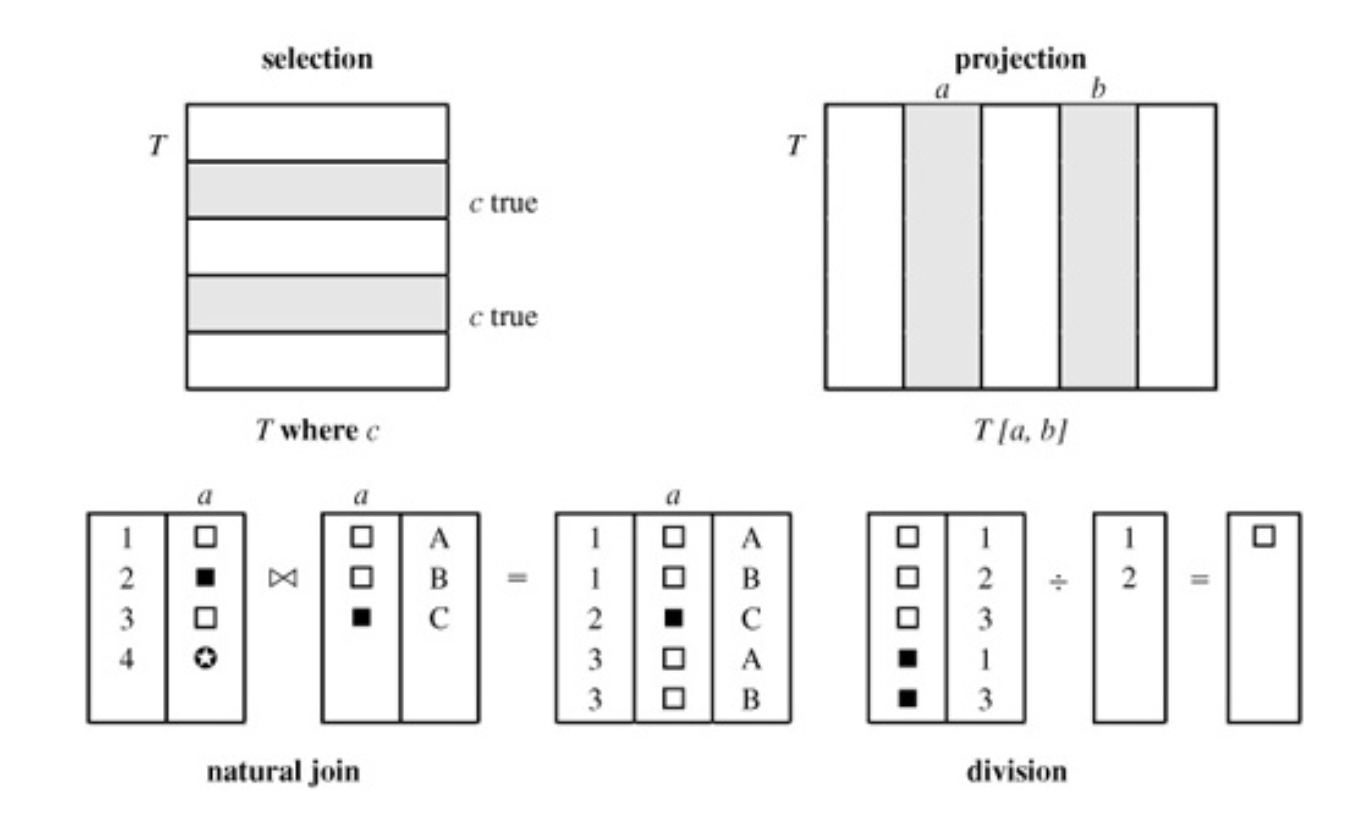 selection
projection
a b
T
T
c true
c true
T where c
T [a, b]
a a a
1 □ □ A 1 □ A □ 1 1 □
2 ■ ⋈ □ B = 1 □ B □ 2 ÷ 2 =
3 □ ■ C 2 ■ C □ 3
4 ✪ 3 □ A ■ 1
3 □ B ■ 3
natural join
division